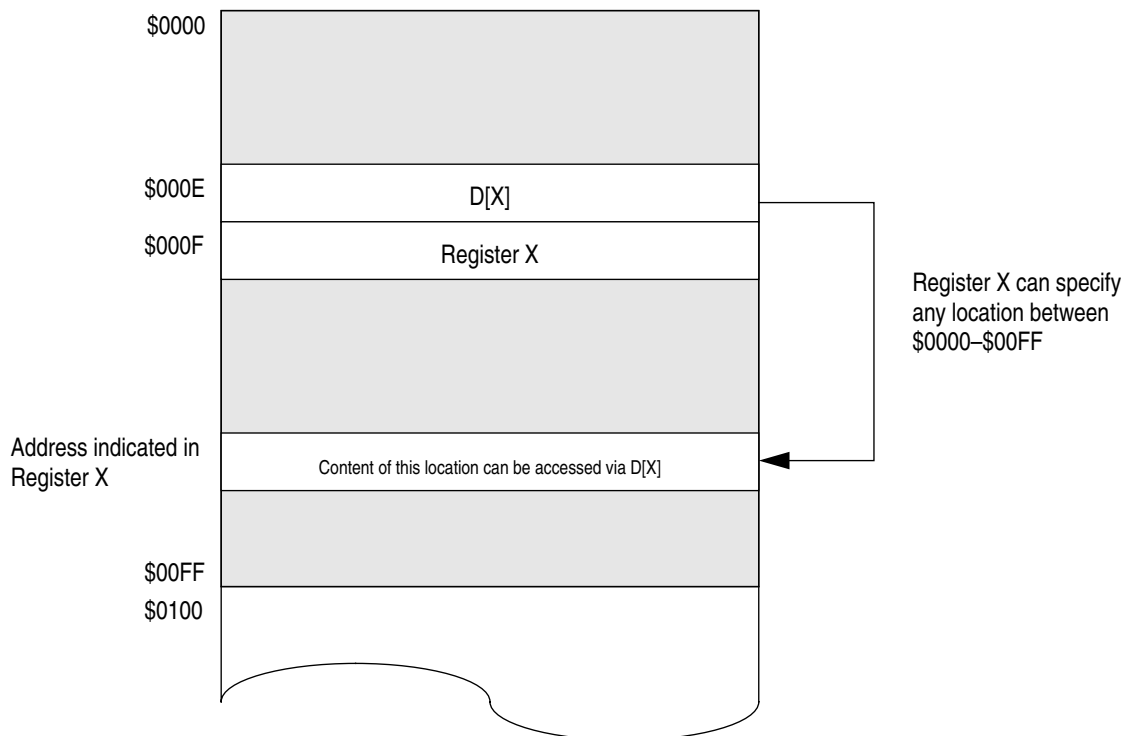 $0000
$000E
D[X]
$000F
Register X
Register X can specify
any location between
$0000–$00FF
Address indicated in
Register X
Content of this location can be accessed via D[X]
$00FF
$0100